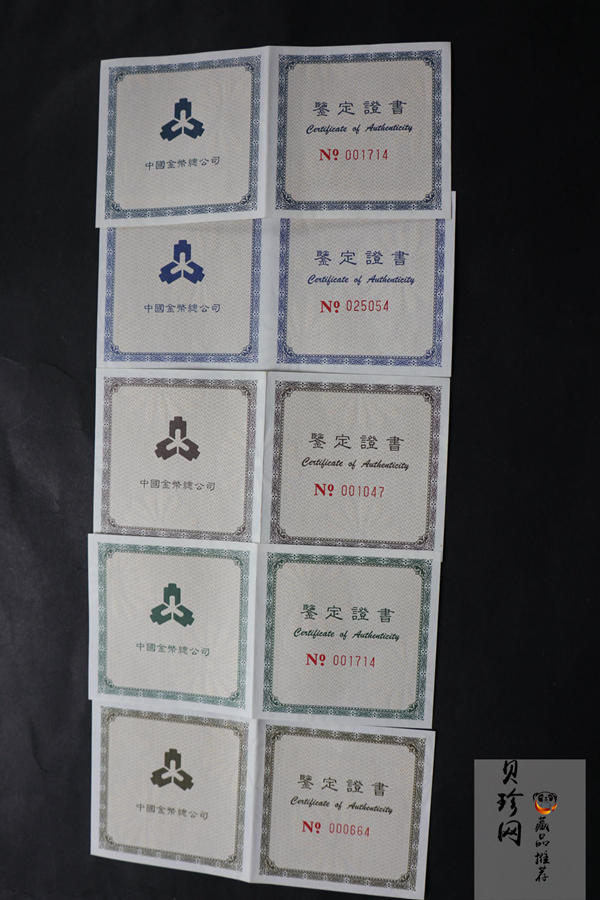 中國金幣總公司
鑒定證書
Certificate of Authenticity
Nº 001714
中國金幣總公司
鑒定證書
Certificate of Authenticity
Nº 025054
中國金幣總公司
鑒定證書
Certificate of Authenticity
Nº 001047
中國金幣總公司
鑒定證書
Certificate of Authenticity
Nº 001714
中國金幣總公司
鑒定證書
Certificate of Authenticity
Nº 000664
贝珍网
藏品推荐